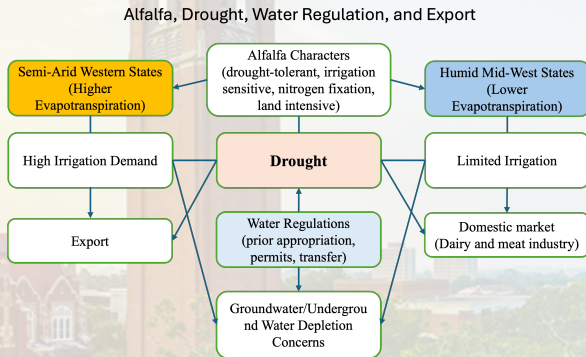 Alfalfa, Drought, Water Regulation, and Export
Semi-Arid Western States
(Higher
Evapotranspiration)
Alfalfa Characters
(drought-tolerant, irrigation
sensitive, nitrogen fixation,
land intensive)
Humid Mid-West States
(Lower
Evapotranspiration)
High Irrigation Demand
Drought
Limited Irrigation
Export
Water Regulations
(prior appropriation,
permits, transfer)
Domestic market
(Dairy and meat industry)
Groundwater/Undergrou
nd Water Depletion
Concerns